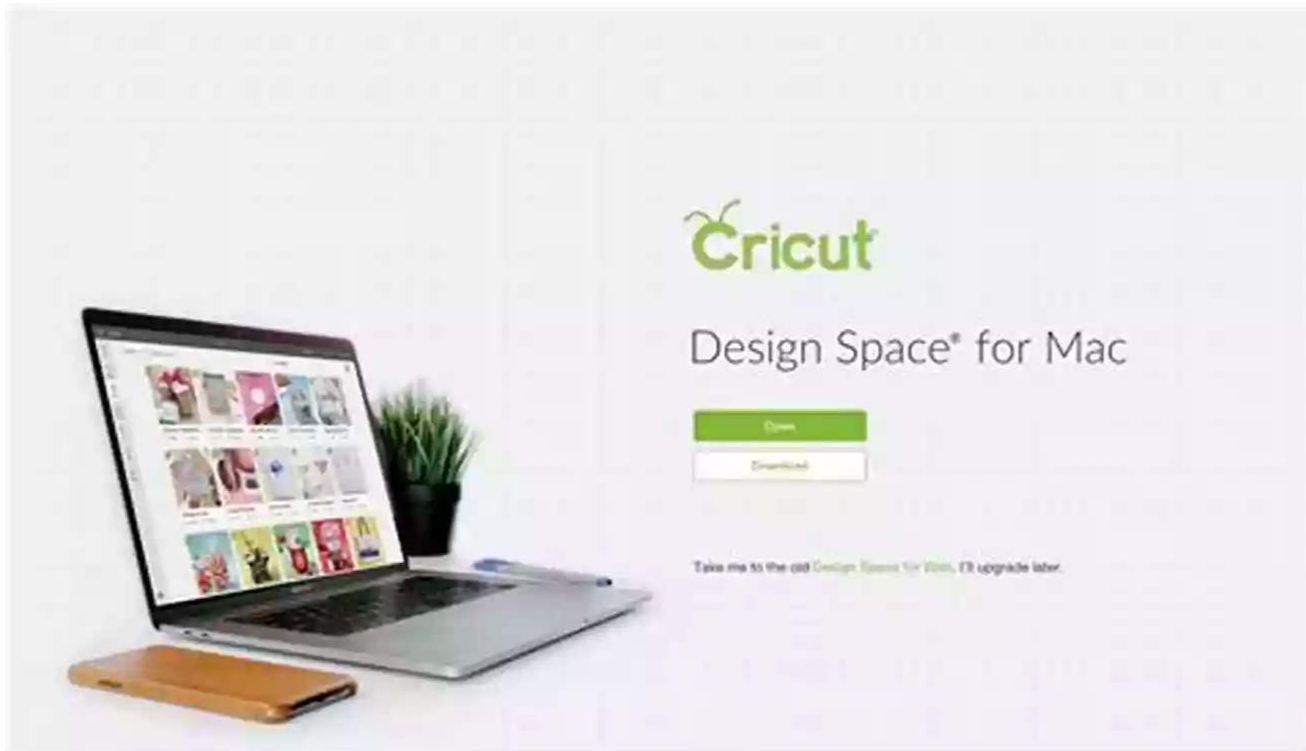 Cricut
Design Space® for Mac
Open
Download
Take me to the old Design Space for Web, I'll upgrade later.